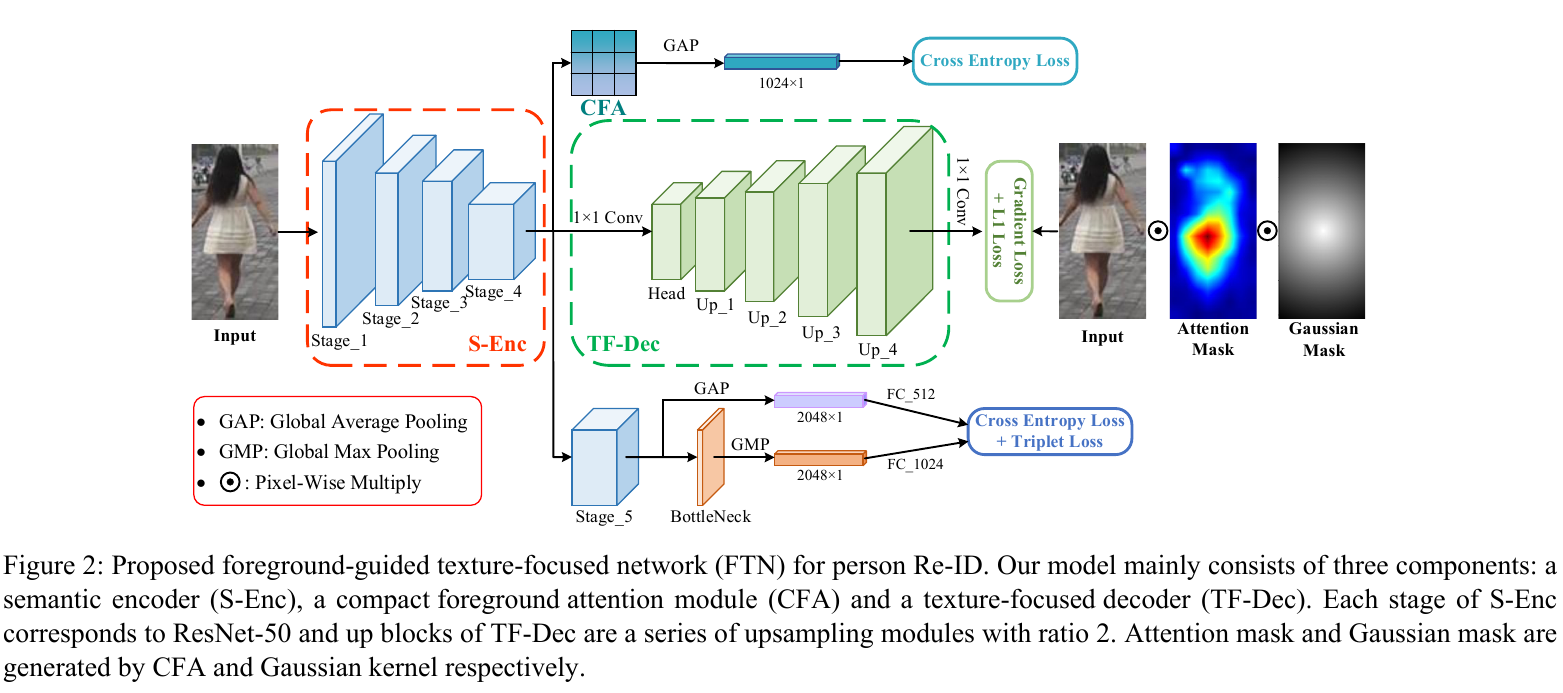 GAP
1024×1
Cross Entropy Loss
CFA
1×1 Conv
1×1 Conv
Gradient Loss
+ L1 Loss
Head
Up_1
Up_2
Up_3
Up_4
TF-Dec
Stage_1
Stage_2
Stage_3
Stage_4
S-Enc
Input
Input
Attention
Mask
Gaussian
Mask
GAP
2048×1
FC_512
Cross Entropy Loss
+ Triplet Loss
GMP
2048×1
FC_1024
Stage_5
BottleNeck
• GAP: Global Average Pooling
• GMP: Global Max Pooling
• ⊙ : Pixel-Wise Multiply
Figure 2: Proposed foreground-guided texture-focused network (FTN) for person Re-ID. Our model mainly consists of three components: a
semantic encoder (S-Enc), a compact foreground attention module (CFA) and a texture-focused decoder (TF-Dec). Each stage of S-Enc
corresponds to ResNet-50 and up blocks of TF-Dec are a series of upsampling modules with ratio 2. Attention mask and Gaussian mask are
generated by CFA and Gaussian kernel respectively.